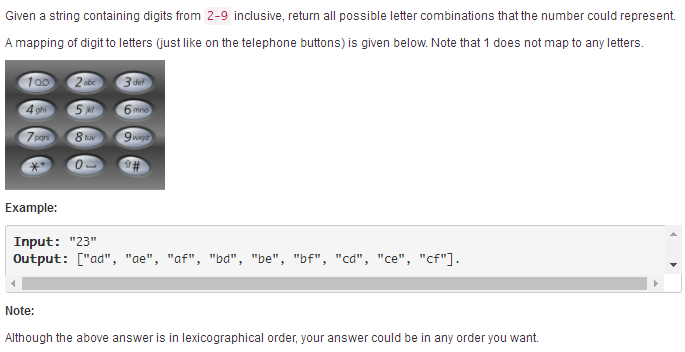 Given a string containing digits from 2-9 inclusive, return all possible letter combinations that the number could represent.
A mapping of digit to letters (just like on the telephone buttons) is given below. Note that 1 does not map to any letters.
1 2 abc 3 def
4 ghi 5 jkl 6 mno
7 pqrs 8 tuv 9 wxyz
*+ 0 #
Example:
Input: "23"
Output: ["ad", "ae", "af", "bd", "be", "bf", "cd", "ce", "cf"].
Note:
Although the above answer is in lexicographical order, your answer could be in any order you want.